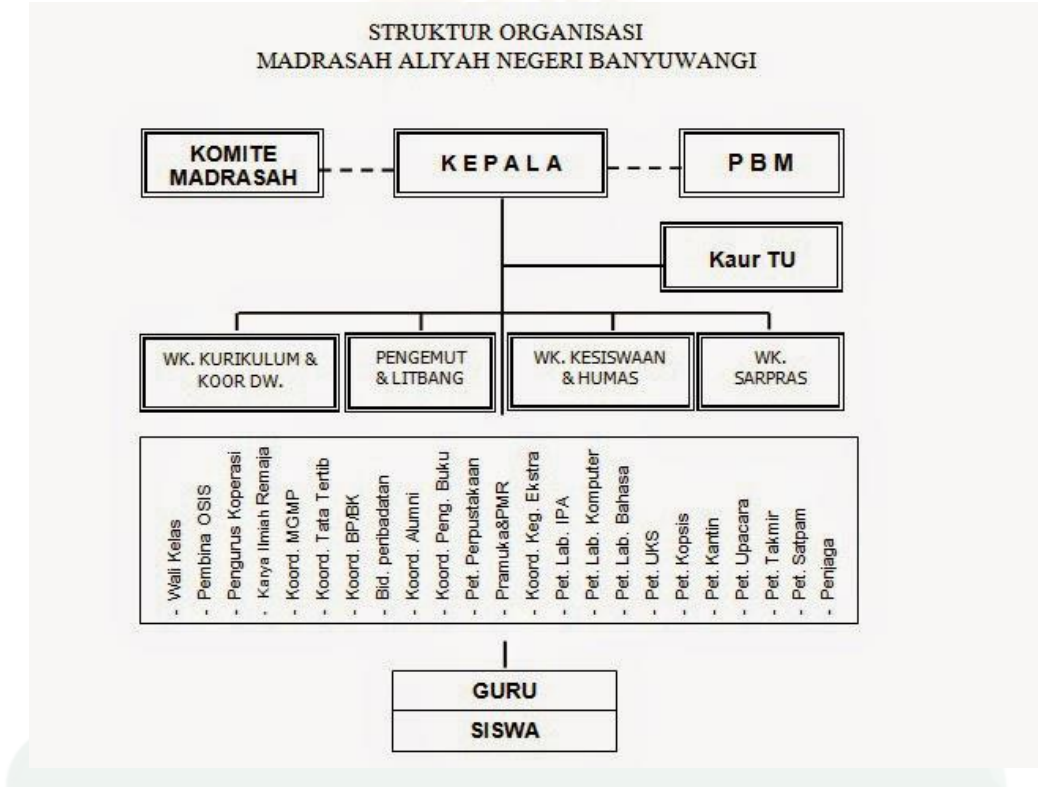 STRUKTUR ORGANISASI
MADRASAH ALIYAH NEGERI BANYUWANGI
KOMITE
MADRASAH
KEPALA
PBM
Kaur TU
WK. KURIKULUM &
KOOR DW.
PENGEMUT
& LITBANG
WK. KESISWAAN
& HUMAS
WK.
SARPRAS
- Wali Kelas
- Pembina OSIS
- Pengurus Koperasi
- Karya Ilmiah Remaja
- Koord. MGMP
- Koord. Tata Tertib
- Koord. BP/BK
- Bid. peribadatan
- Koord. Alumni
- Koord. Peng. Buku
- Pet. Perpustakaan
- Pramuka&PMR
- Koord. Keg. Ekstra
- Pet. Lab. IPA
- Pet. Lab. Komputer
- Pet. Lab. Bahasa
- Pet. UKS
- Pet. Kopsis
- Pet. Kantin
- Pet. Upacara
- Pet. Takmir
- Pet. Satpam
- Penjaga
GURU
SISWA